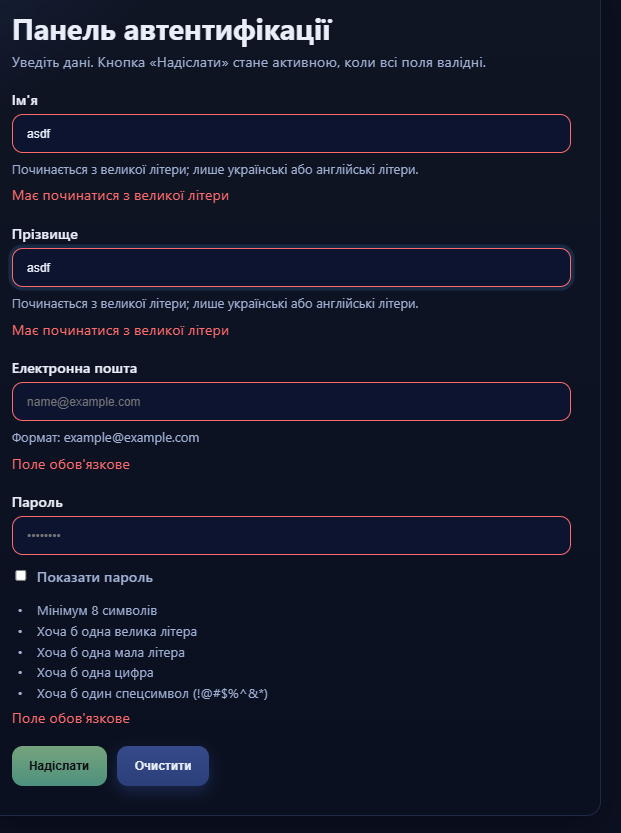 Панель автентифікації
Уведіть дані. Кнопка «Надіслати» стане активною, коли всі поля валідні.
Ім'я
asdf
Починається з великої літери; лише українські або англійські літери.
Має починатися з великої літери
Прізвище
asdf
Починається з великої літери; лише українські або англійські літери.
Має починатися з великої літери
Електронна пошта
name@example.com
Формат: example@example.com
Поле обов'язкове
Пароль
••••••••
Показати пароль
• Мінімум 8 символів
• Хоча б одна велика літера
• Хоча б одна мала літера
• Хоча б одна цифра
• Хоча б один спецсимвол (!@#$%^&*)
Поле обов'язкове
Надіслати Очистити